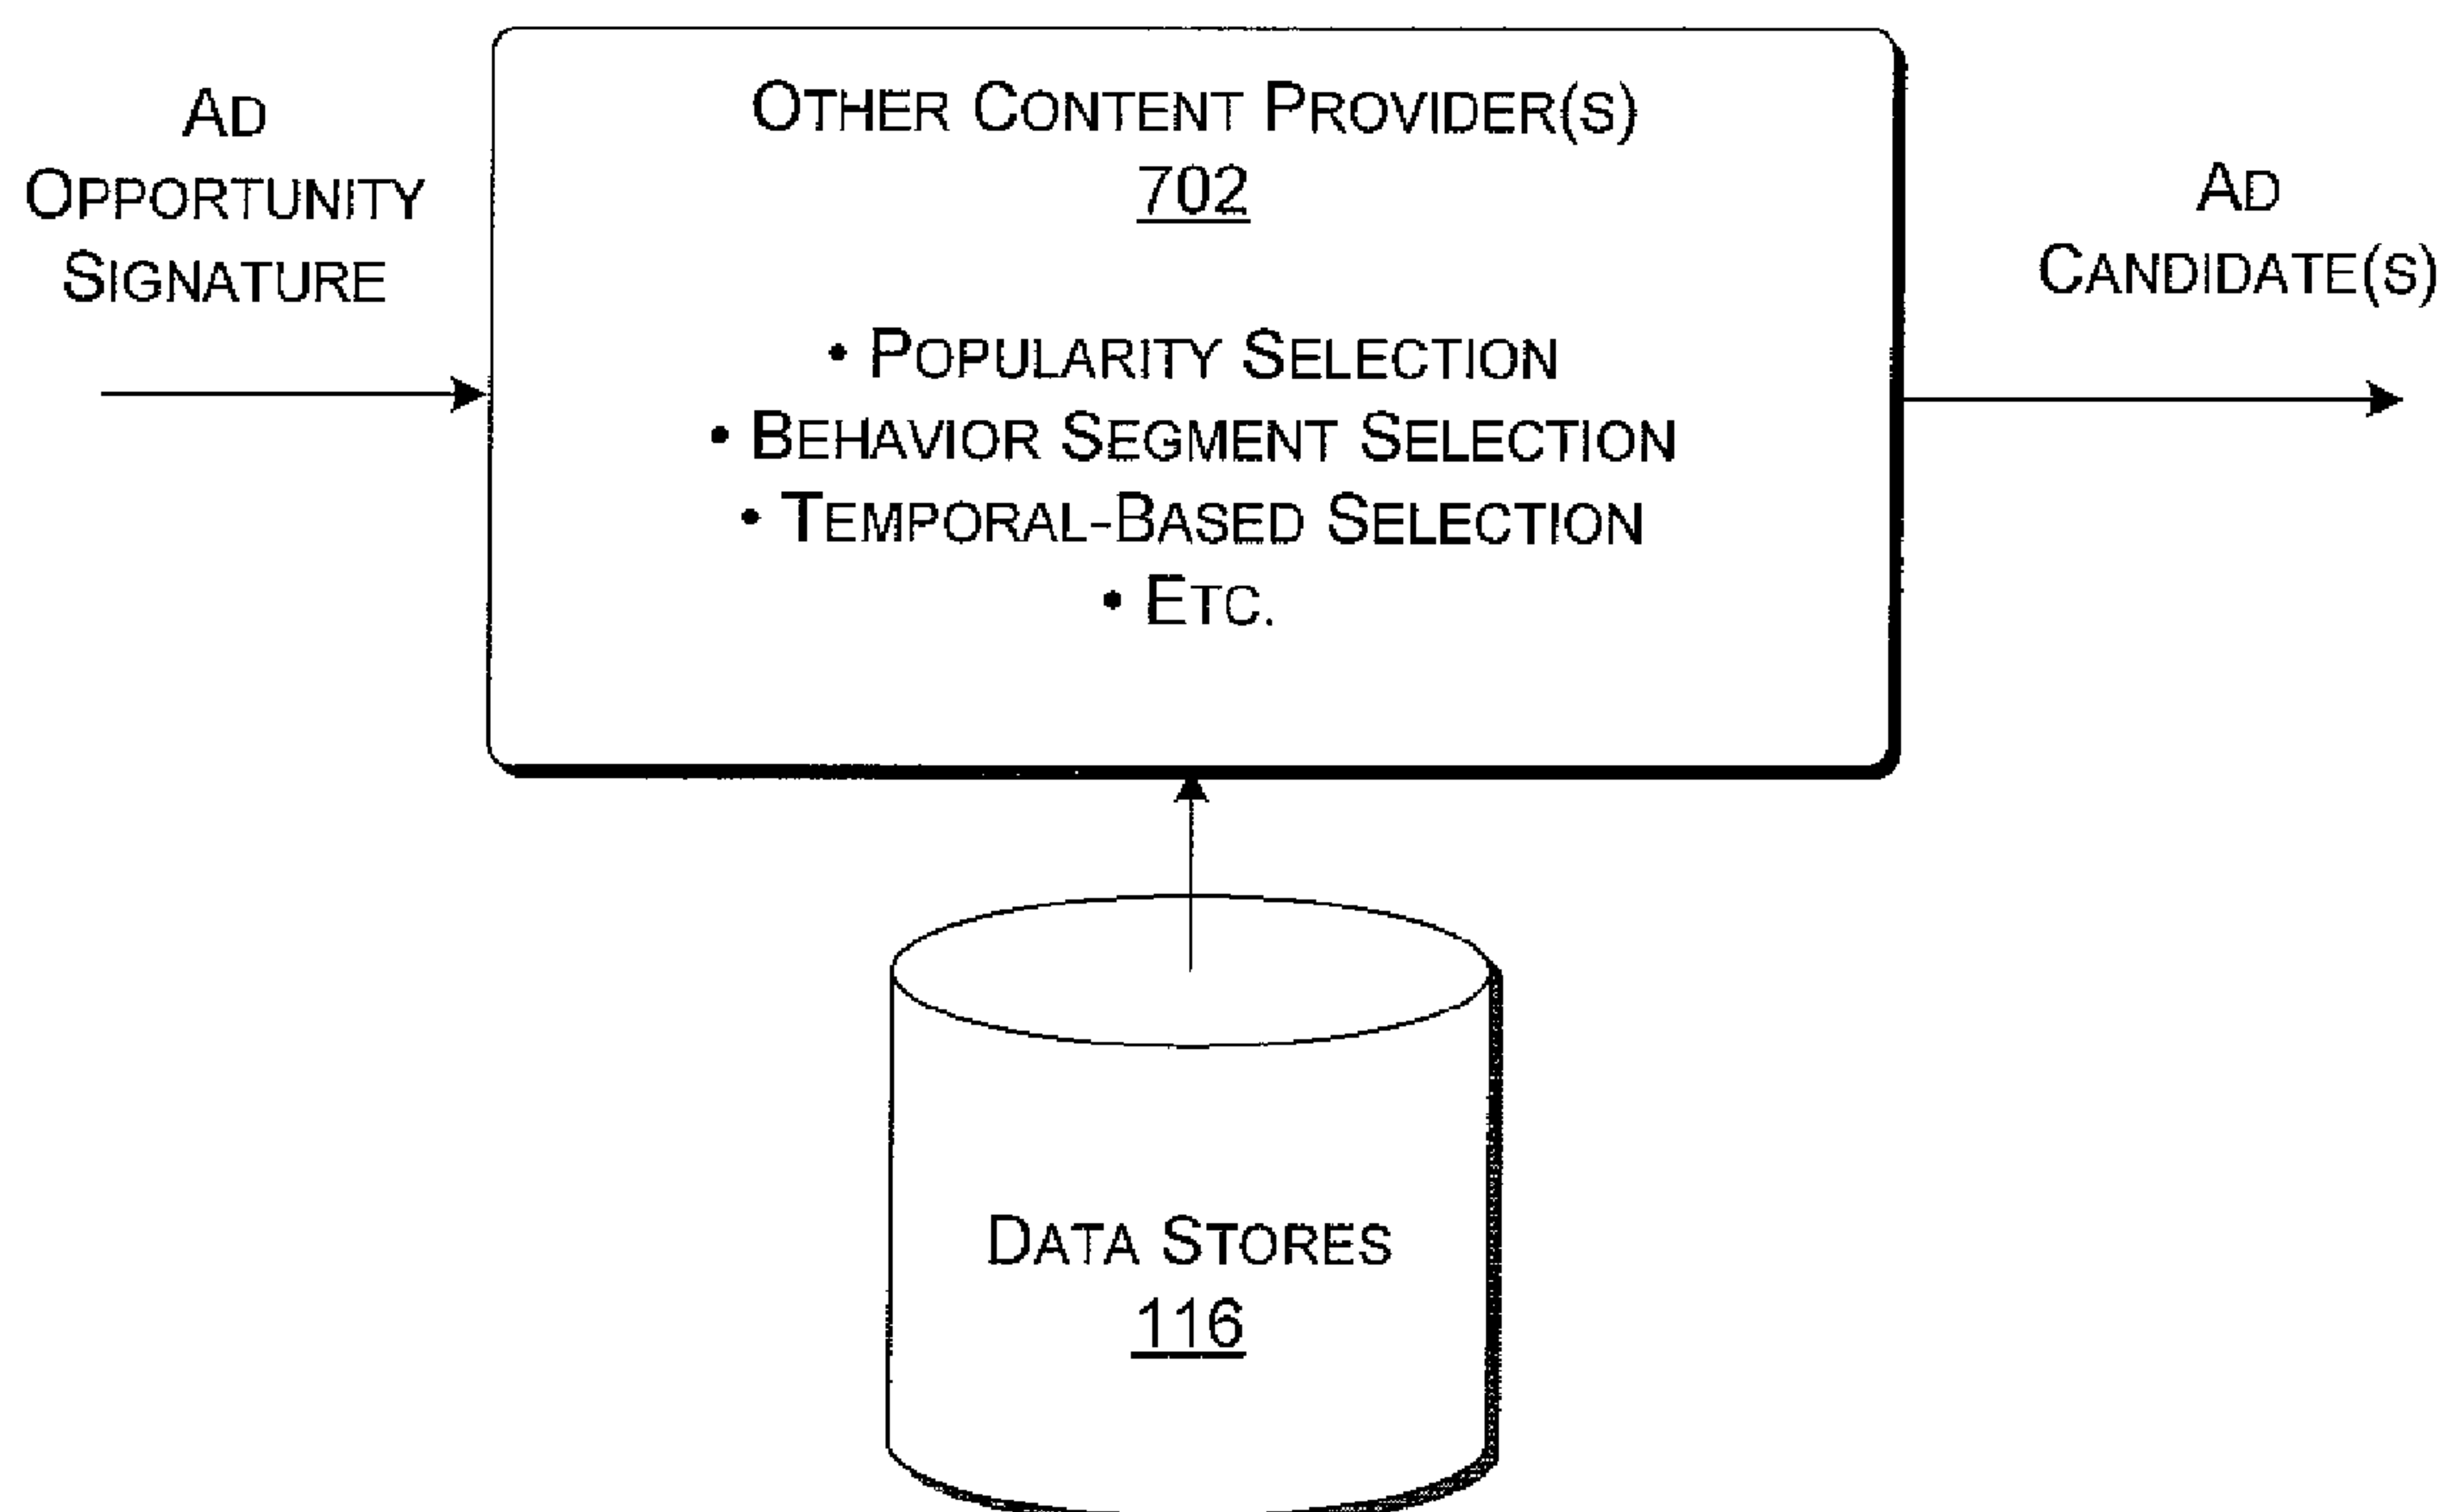 AD
OPPORTUNITY
SIGNATURE
OTHER CONTENT PROVIDER(S)
702
• POPULARITY SELECTION
• BEHAVIOR SEGMENT SELECTION
• TEMPORAL-BASED SELECTION
• ETC.
AD
CANDIDATE(S)
DATA STORES
116